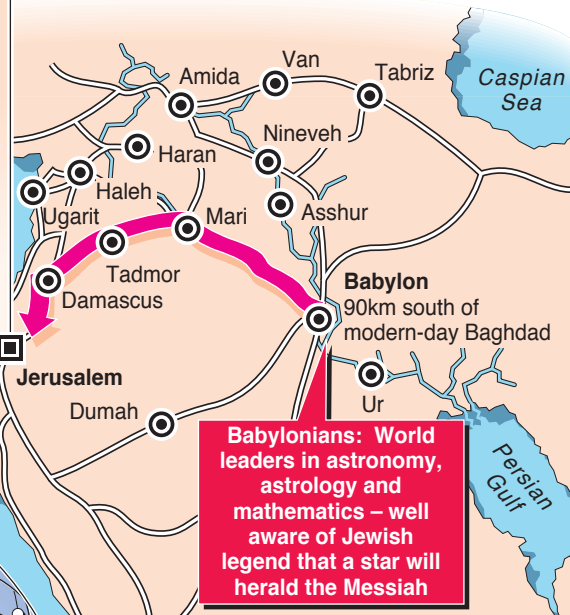 Van
Amida
Tabriz
Caspian
Sea
Nineveh
Haran
Haleh
Ugarit
Mari
Asshur
Tadmor
Damascus
Babylon
90km south of
modern-day Baghdad
Jerusalem
Dumah
Ur
Babylonians: World
leaders in astronomy,
astrology and
mathematics – well
aware of Jewish
legend that a star will
herald the Messiah
Persian
Gulf